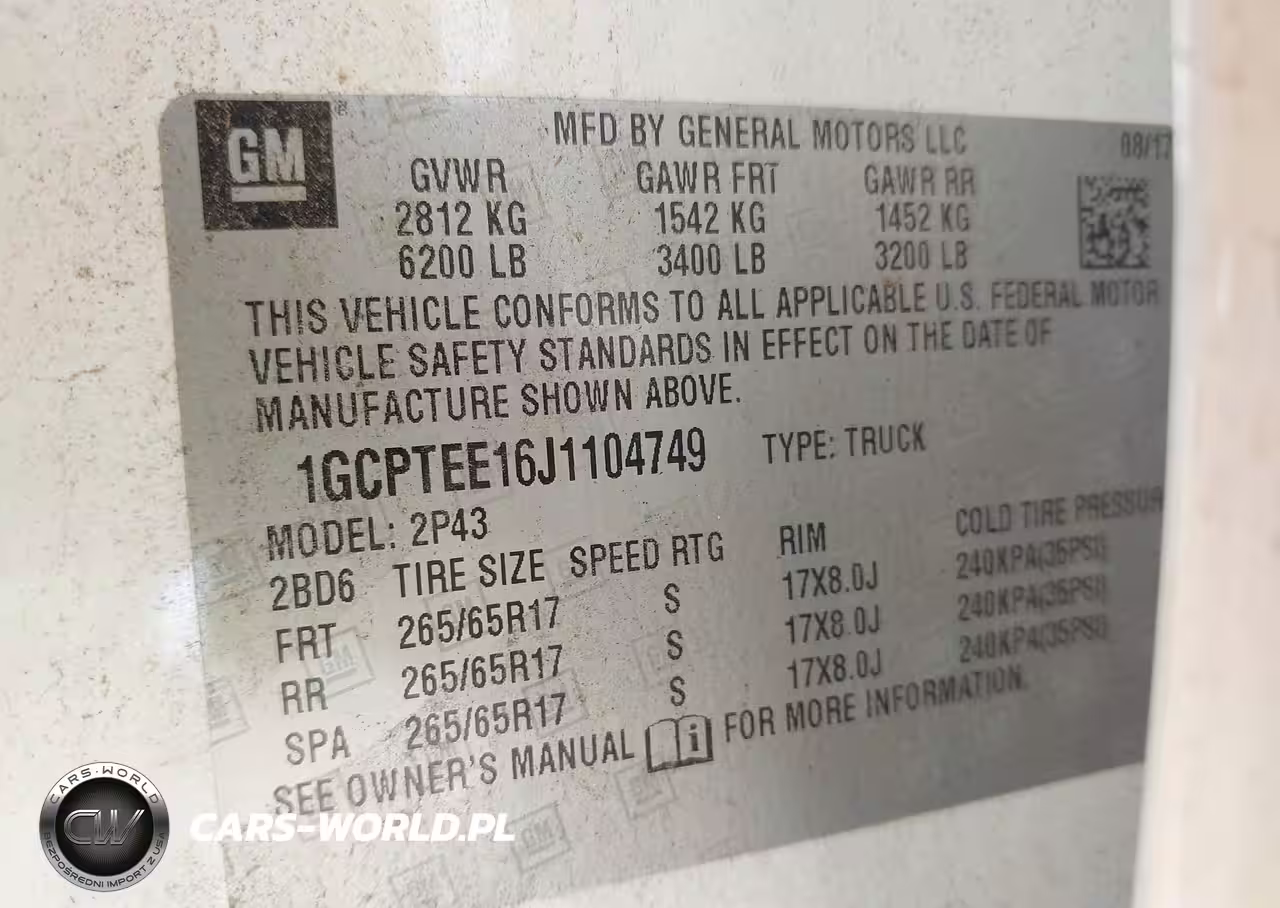 GM
MFD BY GENERAL MOTORS LLC 08/17
GVWR GAWR FRT GAWR RR
2812 KG 1542 KG 1452 KG
6200 LB 3400 LB 3200 LB
THIS VEHICLE CONFORMS TO ALL APPLICABLE U.S. FEDERAL MOTOR
VEHICLE SAFETY STANDARDS IN EFFECT ON THE DATE OF
MANUFACTURE SHOWN ABOVE.
1GCPTEE16J1104749 TYPE: TRUCK
MODEL: 2P43
2BD6 TIRE SIZE SPEED RTG RIM COLD TIRE PRESSUR
FRT 265/65R17 S 17X8.0J 240KPA(35PSI)
RR 265/65R17 S 17X8.0J 240KPA(35PSI)
SPA 265/65R17 S 17X8.0J 240KPA(35PSI)
SEE OWNER'S MANUAL FOR MORE INFORMATION.
CARS-WORLD
CW
BEZPOŚREDNI IMPORT Z USA
CARS-WORLD.PL